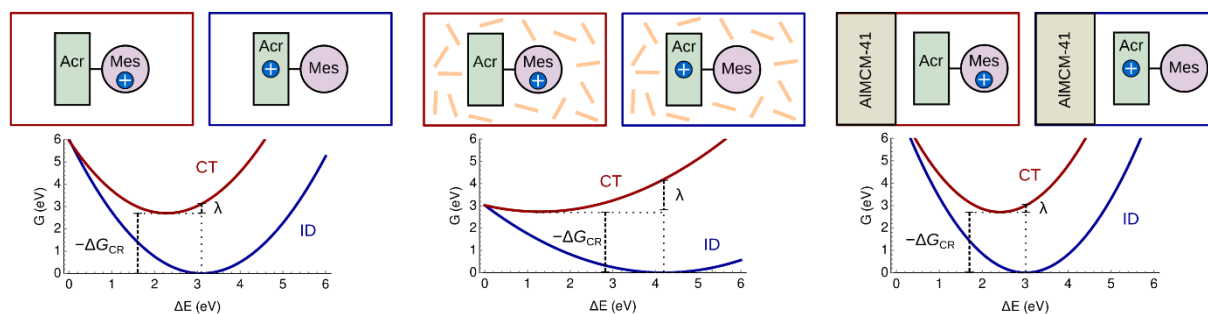 Acr
Mes
+
Acr
+
Mes
Acr
Mes
+
Acr
+
Mes
AlMCM-41
Acr
Mes
+
AlMCM-41
Acr
+
Mes
G (eV)
6
5
4
3
2
1
0
CT
ID
λ
−ΔG_CR
0 1 2 3 4 5 6
ΔE (eV)
G (eV)
6
5
4
3
2
1
0
CT
ID
λ
−ΔG_CR
0 1 2 3 4 5 6
ΔE (eV)
G (eV)
6
5
4
3
2
1
0
CT
ID
λ
−ΔG_CR
0 1 2 3 4 5 6
ΔE (eV)